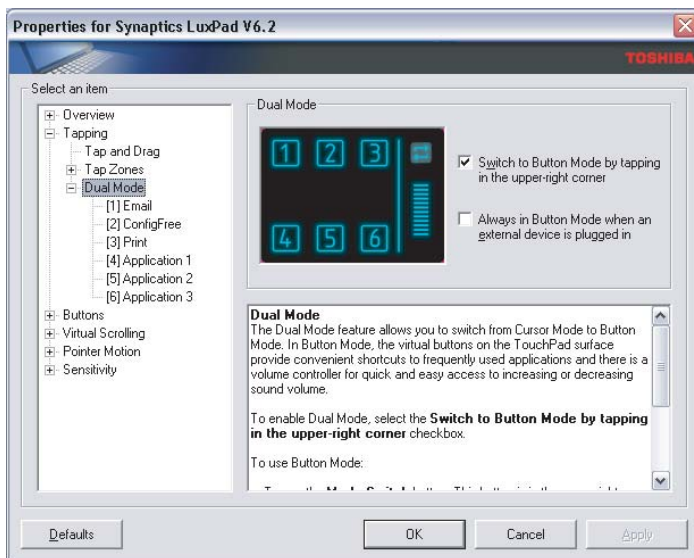 Properties for Synaptics LuxPad V6.2
TOSHIBA
Select an item
Overview
Tapping
Tap and Drag
Tap Zones
Dual Mode
[1] Email
[2] ConfigFree
[3] Print
[4] Application 1
[5] Application 2
[6] Application 3
Buttons
Virtual Scrolling
Pointer Motion
Sensitivity
Dual Mode
1 2 3
4 5 6
Switch to Button Mode by tapping
in the upper-right corner
Always in Button Mode when an
external device is plugged in
Dual Mode
The Dual Mode feature allows you to switch from Cursor Mode to Button
Mode. In Button Mode, the virtual buttons on the TouchPad surface
provide convenient shortcuts to frequently used applications and there is a
volume controller for quick and easy access to increasing or decreasing
sound volume.
To enable Dual Mode, select the Switch to Button Mode by tapping
in the upper-right corner checkbox.
To use Button Mode:
Defaults
OK
Cancel
Apply